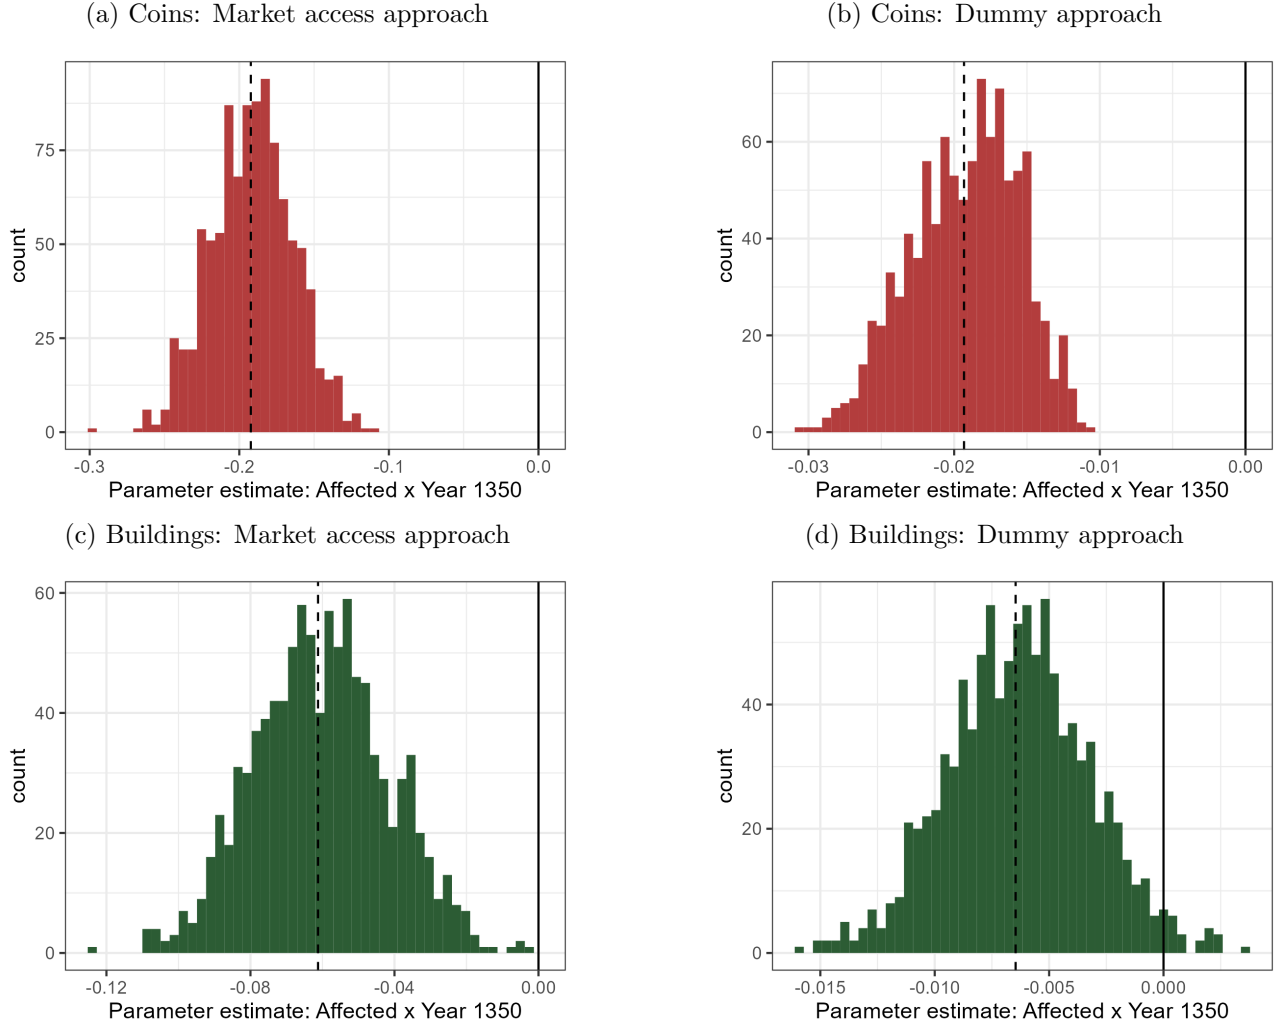 (a) Coins: Market access approach
(b) Coins: Dummy approach
75
50
25
0
count
-0.3 -0.2 -0.1 0.0
Parameter estimate: Affected x Year 1350
60
40
20
0
count
-0.03 -0.02 -0.01 0.00
Parameter estimate: Affected x Year 1350
(c) Buildings: Market access approach
(d) Buildings: Dummy approach
60
40
20
0
count
-0.12 -0.08 -0.04 0.00
Parameter estimate: Affected x Year 1350
40
20
0
count
-0.015 -0.010 -0.005 0.000
Parameter estimate: Affected x Year 1350